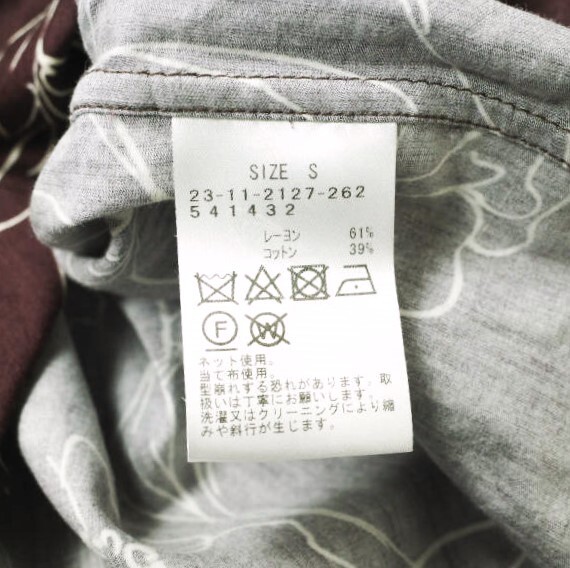 SIZE S
23-11-2127-262
541432
レーヨン 61%
コットン 39%
F W
ネット使用。
当て布使用。
型崩れする恐れがあります。取
扱いは丁寧にお願いします。
洗濯又はクリーニングにより縮
みや斜行が生じます。